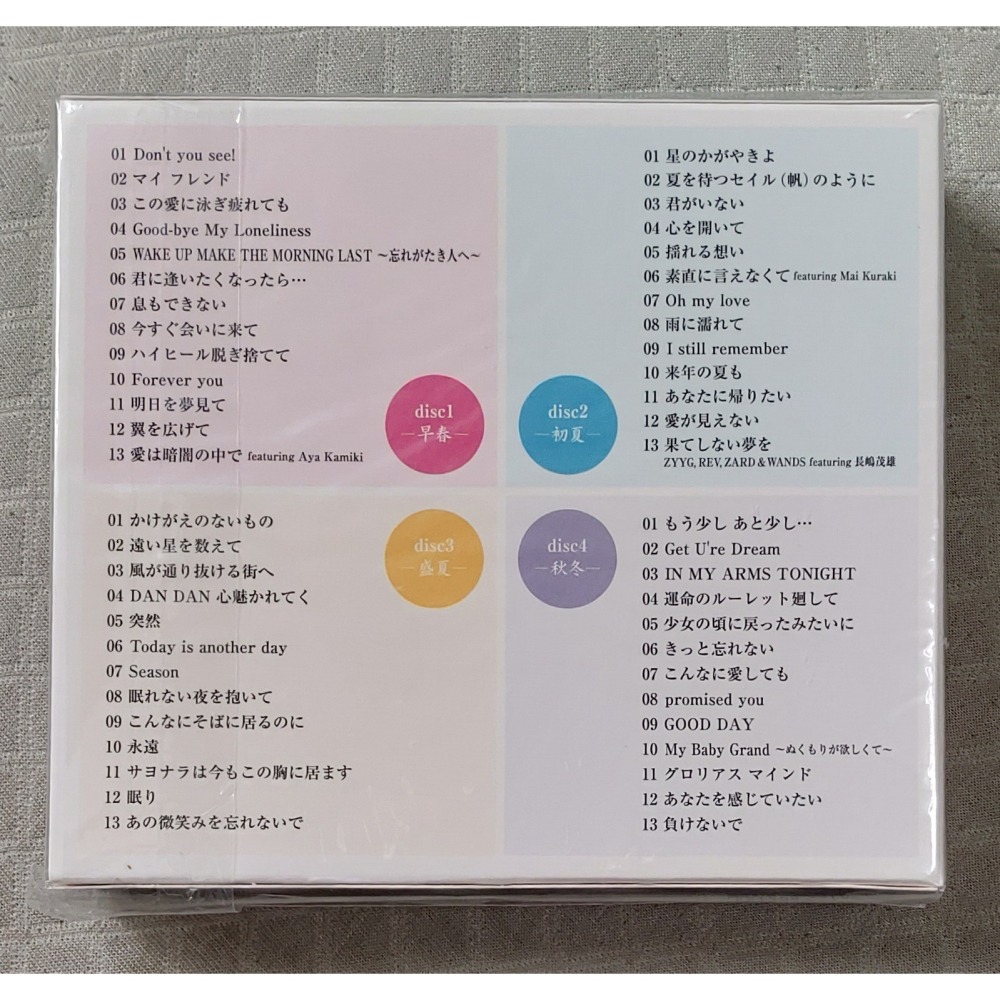 01 Don't you see!
02 マイ フレンド
03 この愛に泳ぎ疲れても
04 Good-bye My Loneliness
05 WAKE UP MAKE THE MORNING LAST ～忘れがたき人へ～
06 君に逢いたくなったら…
07 息もできない
08 今すぐ会いに来て
09 ハイヒール脱ぎ捨てて
10 Forever you
11 明日を夢見て
12 翼を広げて
13 愛は暗闇の中で featuring Aya Kamiki
disc1
―早春―
01 星のかがやきよ
02 夏を待つセイル（帆）のように
03 君がいない
04 心を開いて
05 揺れる想い
06 素直に言えなくて featuring Mai Kuraki
07 Oh my love
08 雨に濡れて
09 I still remember
10 来年の夏も
11 あなたに帰りたい
12 愛が見えない
13 果てしない夢を
ZYYG, REV, ZARD & WANDS featuring 長嶋茂雄
disc2
―初夏―
01 かけがえのないもの
02 遠い星を数えて
03 風が通り抜ける街へ
04 DAN DAN 心魅かれてく
05 突然
06 Today is another day
07 Season
08 眠れない夜を抱いて
09 こんなにそばに居るのに
10 永遠
11 サヨナラは今もこの胸に居ます
12 眠り
13 あの微笑みを忘れないで
disc3
―盛夏―
01 もう少し あと少し…
02 Get U're Dream
03 IN MY ARMS TONIGHT
04 運命のルーレット廻して
05 少女の頃に戻ったみたいに
06 きっと忘れない
07 こんなに愛しても
08 promised you
09 GOOD DAY
10 My Baby Grand ～ぬくもりが欲しくて～
11 グロリアス マインド
12 あなたを感じていたい
13 負けないで
disc4
―秋冬―